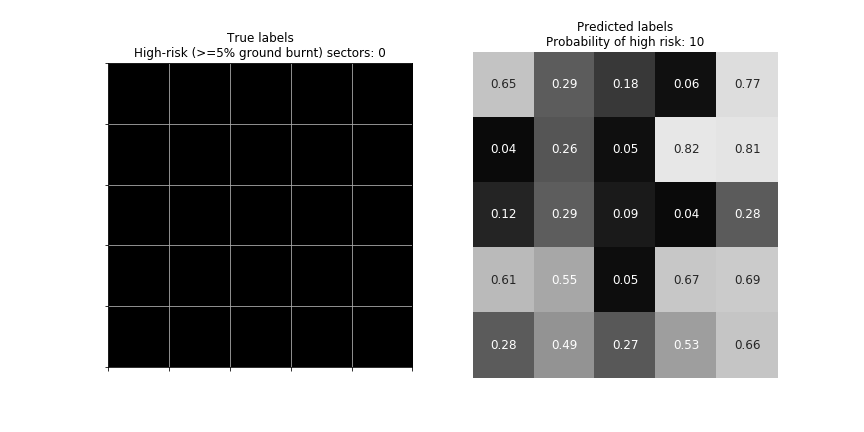 True labels
High-risk (>=5% ground burnt) sectors: 0
Predicted labels
Probability of high risk: 10
0.65 0.29 0.18 0.06 0.77
0.04 0.26 0.05 0.82 0.81
0.12 0.29 0.09 0.04 0.28
0.61 0.55 0.05 0.67 0.69
0.28 0.49 0.27 0.53 0.66